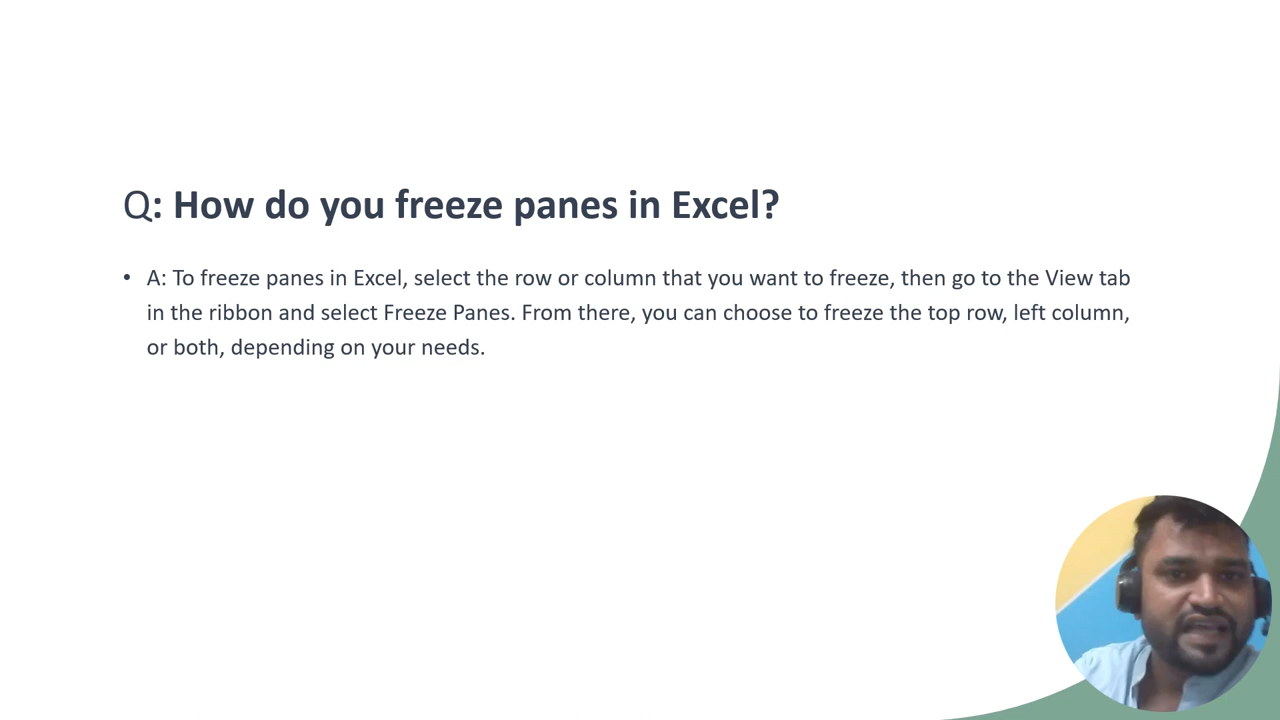 Q: How do you freeze panes in Excel?
• A: To freeze panes in Excel, select the row or column that you want to freeze, then go to the View tab
in the ribbon and select Freeze Panes. From there, you can choose to freeze the top row, left column,
or both, depending on your needs.